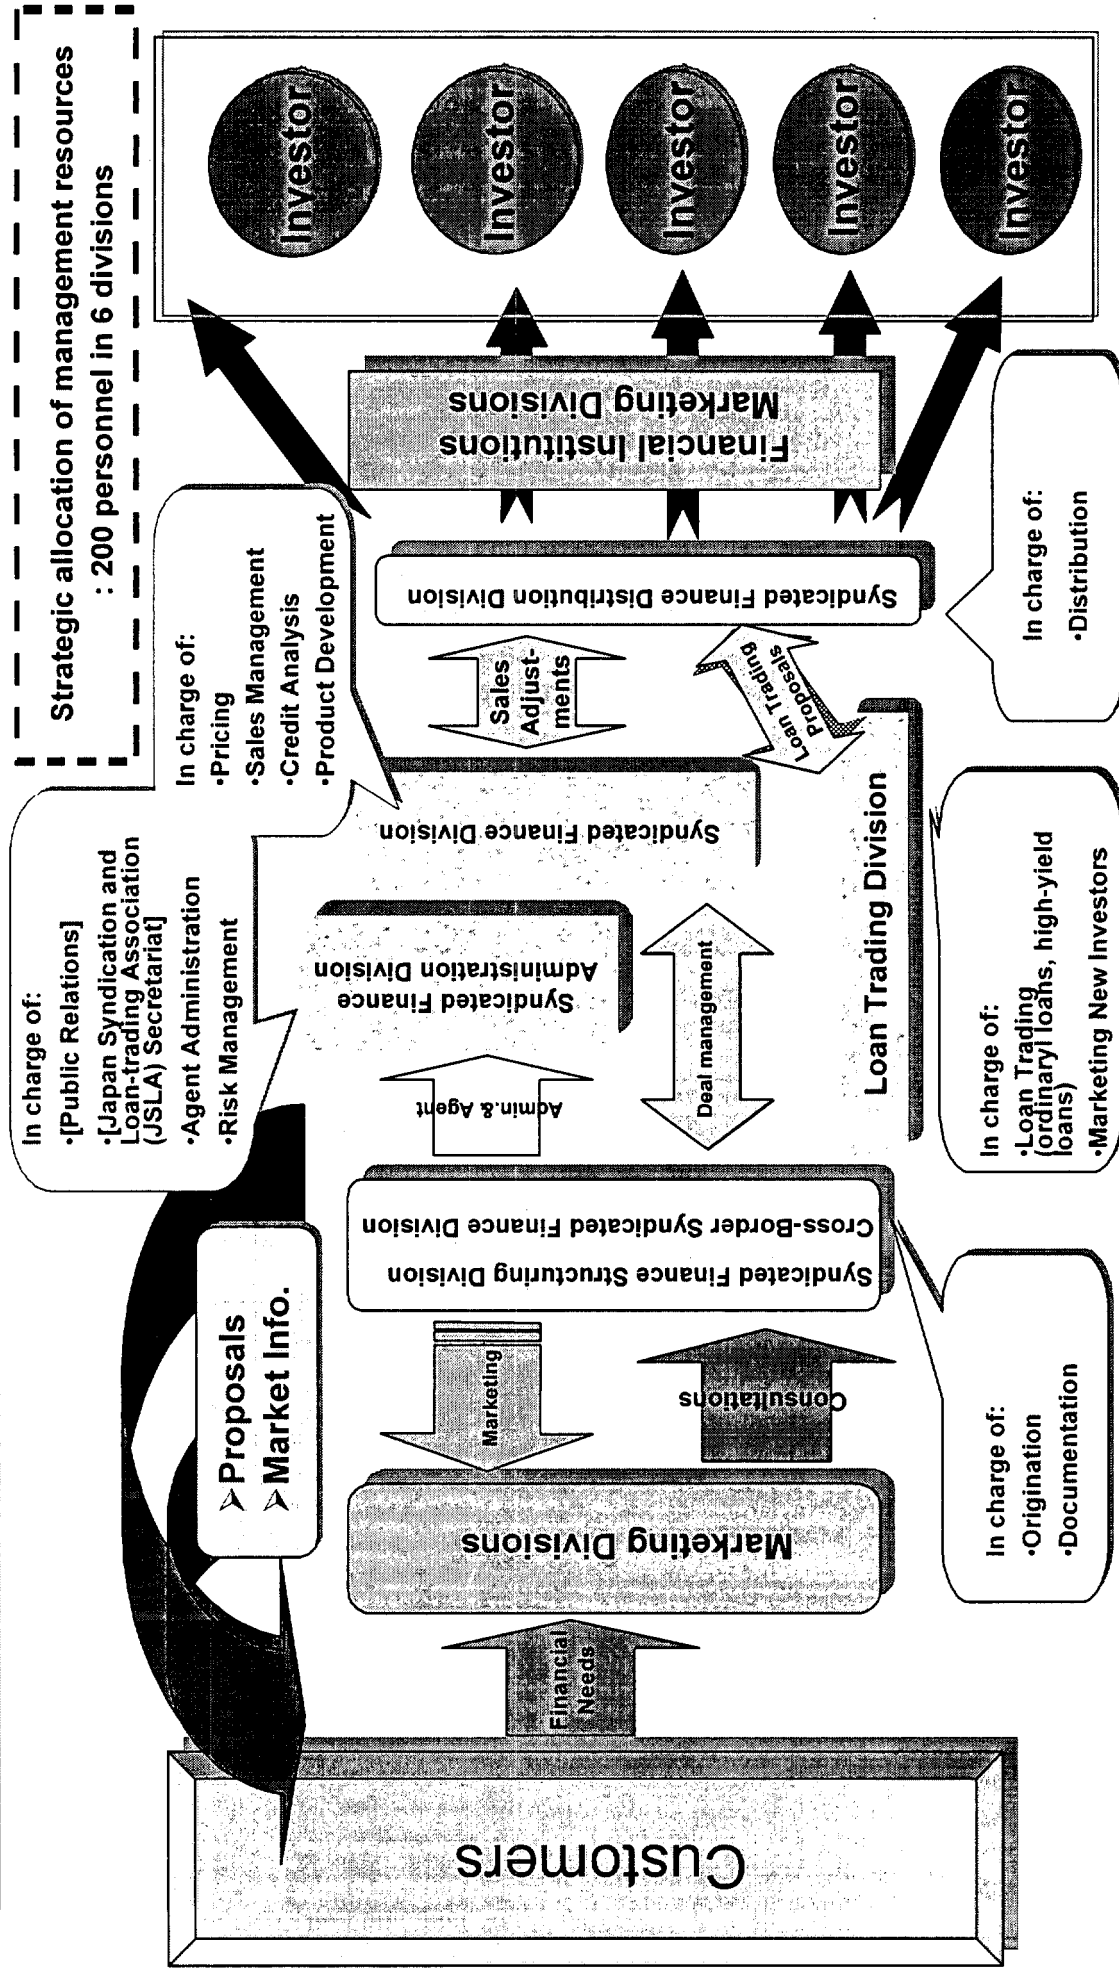 Strategic allocation of management resources
: 200 personnel in 6 divisions
In charge of:
•[Public Relations]
•[Japan Syndication and
Loan-trading Association
(JSLA) Secretariat]
•Agent Administration
•Risk Management
In charge of:
•Pricing
•Sales Management
•Credit Analysis
•Product Development
➢Proposals
➢Market Info.
Customers
Financial
Needs
Marketing Divisions
Marketing
Consultations
Cross-Border Syndicated Finance Division
Syndicated Finance Structuring Division
Admin.& Agent
Deal management
Syndicated Finance
Administration Division
Syndicated Finance Division
Loan Trading Division
Sales
Adjust-
ments
Loan Trading
Proposals
Syndicated Finance Distribution Division
Financial Institutions
Marketing Divisions
Investor
Investor
Investor
Investor
Investor
In charge of:
•Origination
•Documentation
In charge of:
•Loan Trading
(ordinaryl loans, high-yield
loans)
•Marketing New Investors
In charge of:
•Distribution